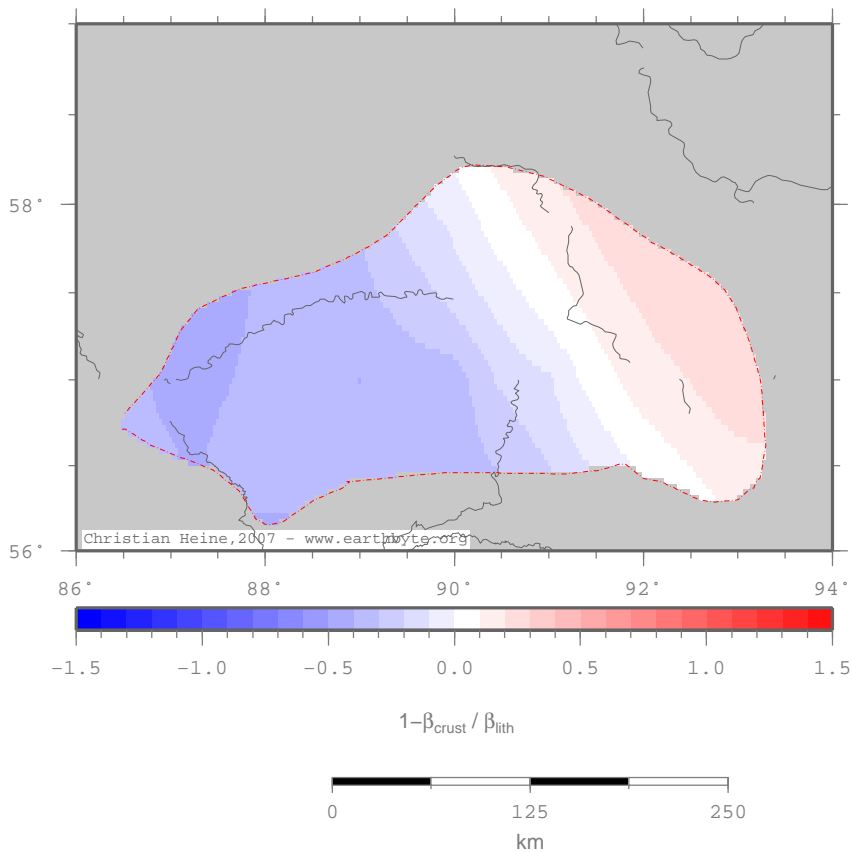 58°
56°
Christian Heine,2007 - www.earthbyte.org
86° 88° 90° 92° 94°
-1.5 -1.0 -0.5 0.0 0.5 1.0 1.5
1-βcrust / βlith
0 125 250
km